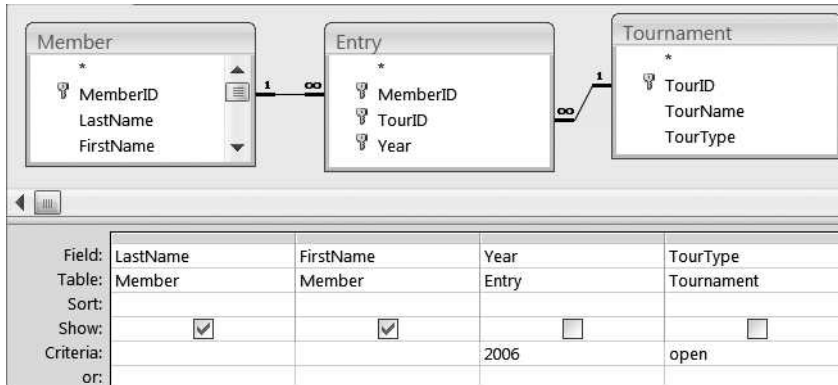 Member
*
MemberID
LastName
FirstName
1 ∞
Entry
*
MemberID
TourID
Year
∞ 1
Tournament
*
TourID
TourName
TourType
Field: LastName FirstName Year TourType
Table: Member Member Entry Tournament
Sort:
Show:
Criteria: 2006 open
or: